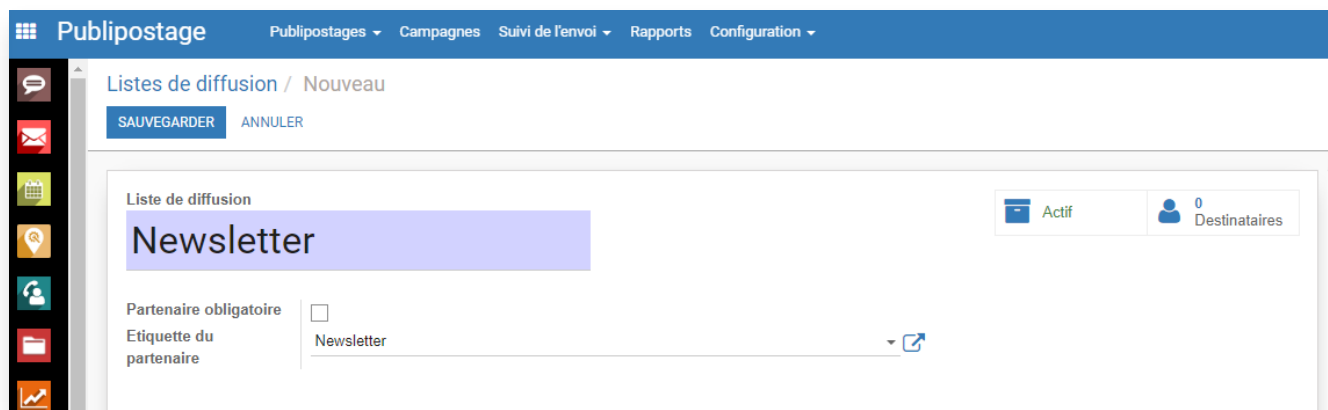 Publipostage Publipostages Campagnes Suivi de l'envoi Rapports Configuration
Listes de diffusion / Nouveau
SAUVEGARDER ANNULER
Liste de diffusion
Newsletter
Actif
0
Destinataires
Partenaire obligatoire
Etiquette du
partenaire
Newsletter